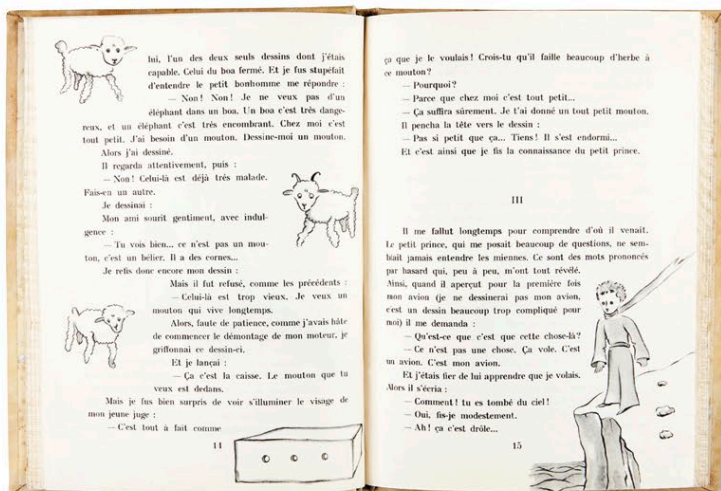 lui, l'un des deux seuls dessins dont j'étais
capable. Celui du boa fermé. Et je fus stupéfait
d'entendre le petit bonhomme me répondre :
— Non ! Non ! Je ne veux pas d'un
éléphant dans un boa. Un boa c'est très dange-
reux, et un éléphant c'est très encombrant. Chez moi c'est
tout petit. J'ai besoin d'un mouton. Dessine-moi un mouton.
Alors j'ai dessiné.
Il regarda attentivement, puis :
— Non ! Celui-là est déjà très malade.
Fais-en un autre.
Je dessinai :
Mon ami sourit gentiment, avec indul-
gence :
— Tu vois bien... ce n'est pas un mou-
ton, c'est un bélier. Il a des cornes...
Je refis donc encore mon dessin :
Mais il fut refusé, comme les précédents :
— Celui-là est trop vieux. Je veux un
mouton qui vive longtemps.
Alors, faute de patience, comme j'avais hâte
de commencer le démontage de mon moteur, je
griffonnai ce dessin-ci.
Et je lançai :
— Ça c'est la caisse. Le mouton que tu
veux est dedans.
Mais je fus bien surpris de voir s'illuminer le visage de
mon jeune juge :
— C'est tout à fait comme
14
ça que je le voulais ! Crois-tu qu'il faille beaucoup d'herbe à
ce mouton ?
— Pourquoi ?
— Parce que chez moi c'est tout petit...
— Ça suffira sûrement. Je t'ai donné un tout petit mouton.
Il pencha la tête vers le dessin :
— Pas si petit que ça... Tiens ! Il s'est endormi...
Et c'est ainsi que je fis la connaissance du petit prince.
III
Il me fallut longtemps pour comprendre d'où il venait.
Le petit prince, qui me posait beaucoup de questions, ne sem-
blait jamais entendre les miennes. Ce sont des mots prononcés
par hasard qui, peu à peu, m'ont tout révélé.
Ainsi, quand il aperçut pour la première fois
mon avion (je ne dessinerai pas mon avion,
c'est un dessin beaucoup trop compliqué pour
moi) il me demanda :
— Qu'est-ce que c'est que cette chose-là ?
— Ce n'est pas une chose. Ça vole. C'est
un avion. C'est mon avion.
Et j'étais fier de lui apprendre que je volais.
Alors il s'écria :
— Comment ! tu es tombé du ciel !
— Oui, fis-je modestement.
— Ah ! ça c'est drôle...
15